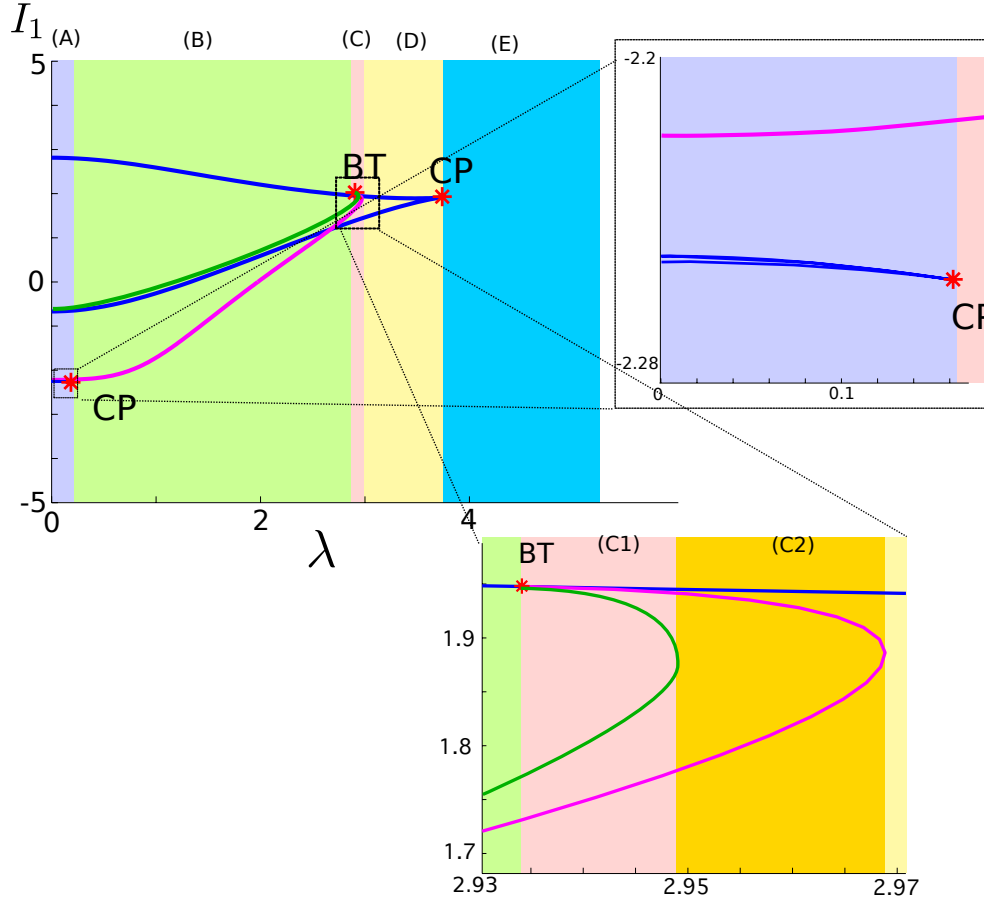 I1
(A)
(B)
(C)
(D)
(E)
5
0
-5
BT
CP
CP
0
2
4
λ
-2.2
-2.28
0
0.1
CP
BT
(C1)
(C2)
1.9
1.8
1.7
2.93
2.95
2.97